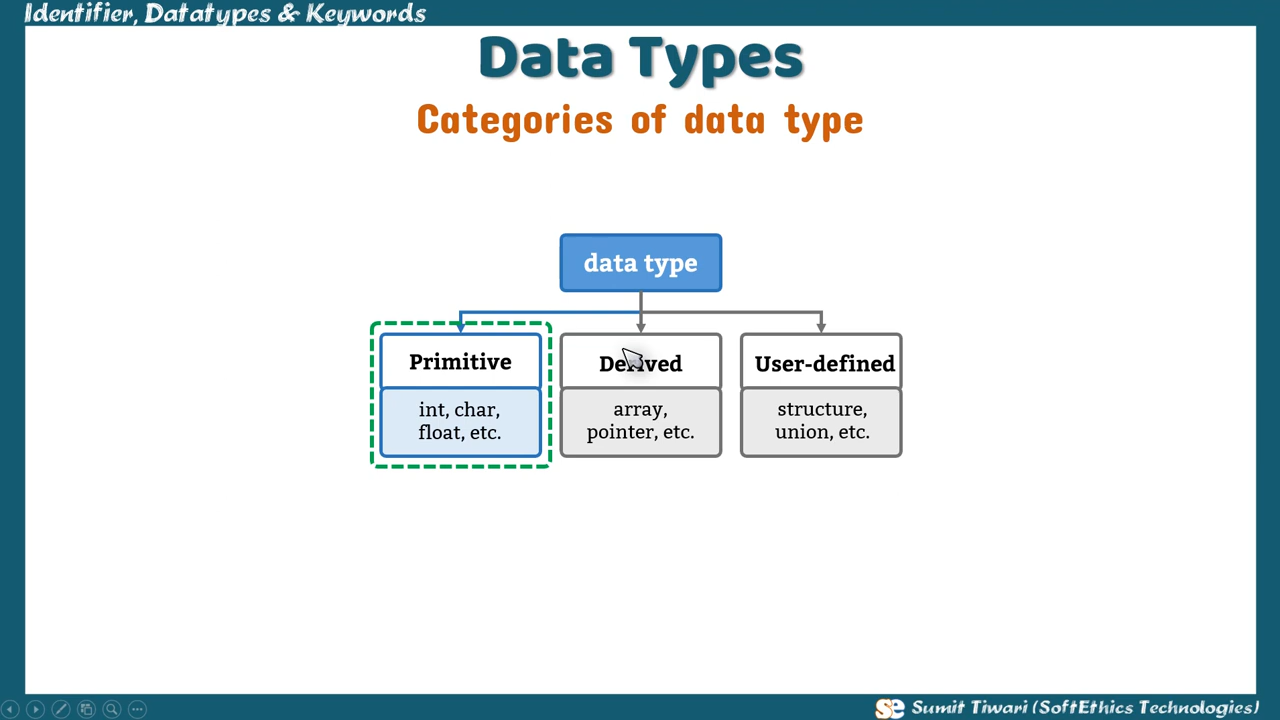 Identifier, Datatypes & Keywords
Data Types
Categories of data type
data type
Primitive
int, char,
float, etc.
Derived
array,
pointer, etc.
User-defined
structure,
union, etc.
se Sumit Tiwari (SoftEthics Technologies)